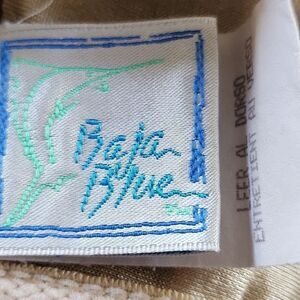 Baja
Blue
LEER AL DORSO
ENTRETIENT AU VERSO